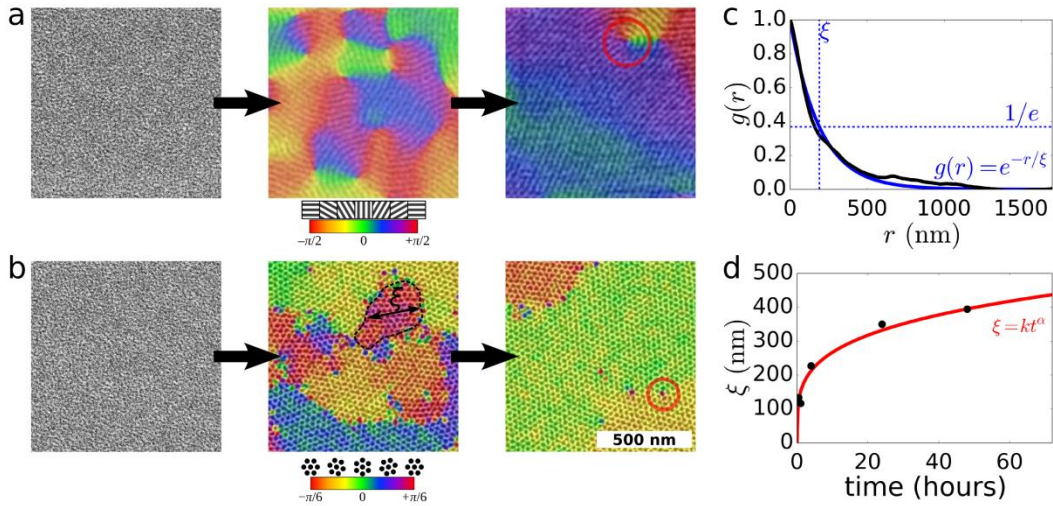 a
−π/2 0 +π/2
b
ξ
500 nm
−π/6 0 +π/6
c
ξ
1/e
g(r) = e^{−r/ξ}
g(r)
1.0
0.8
0.6
0.4
0.2
0.0
0 500 1000 1500
r (nm)
d
500
400
300
200
100
0
ξ = kt^α
ξ (nm)
0 20 40 60
time (hours)